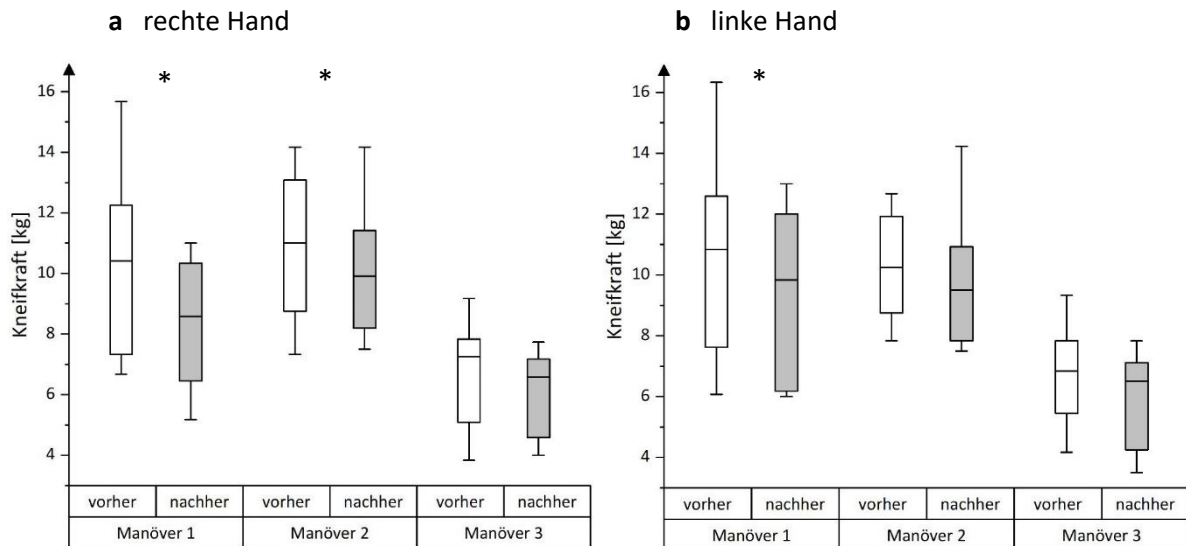 a rechte Hand
* *
Kneifkraft [kg]
16
14
12
10
8
6
4
vorher nachher vorher nachher vorher nachher
Manöver 1 Manöver 2 Manöver 3
b linke Hand
*
Kneifkraft [kg]
16
14
12
10
8
6
4
vorher nachher vorher nachher vorher nachher
Manöver 1 Manöver 2 Manöver 3